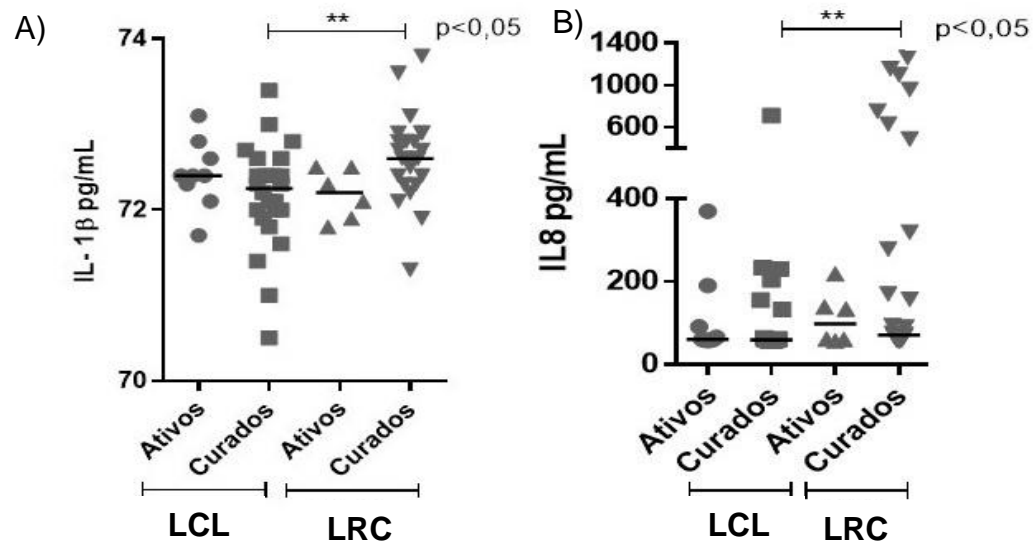 A)
**
p<0,05
74
72
70
IL- 1β pg/mL
Ativos
Curados
Ativos
Curados
LCL
LRC
B)
**
p<0,05
1400
1000
600
400
200
0
IL8 pg/mL
Ativos
Curados
Ativos
Curados
LCL
LRC